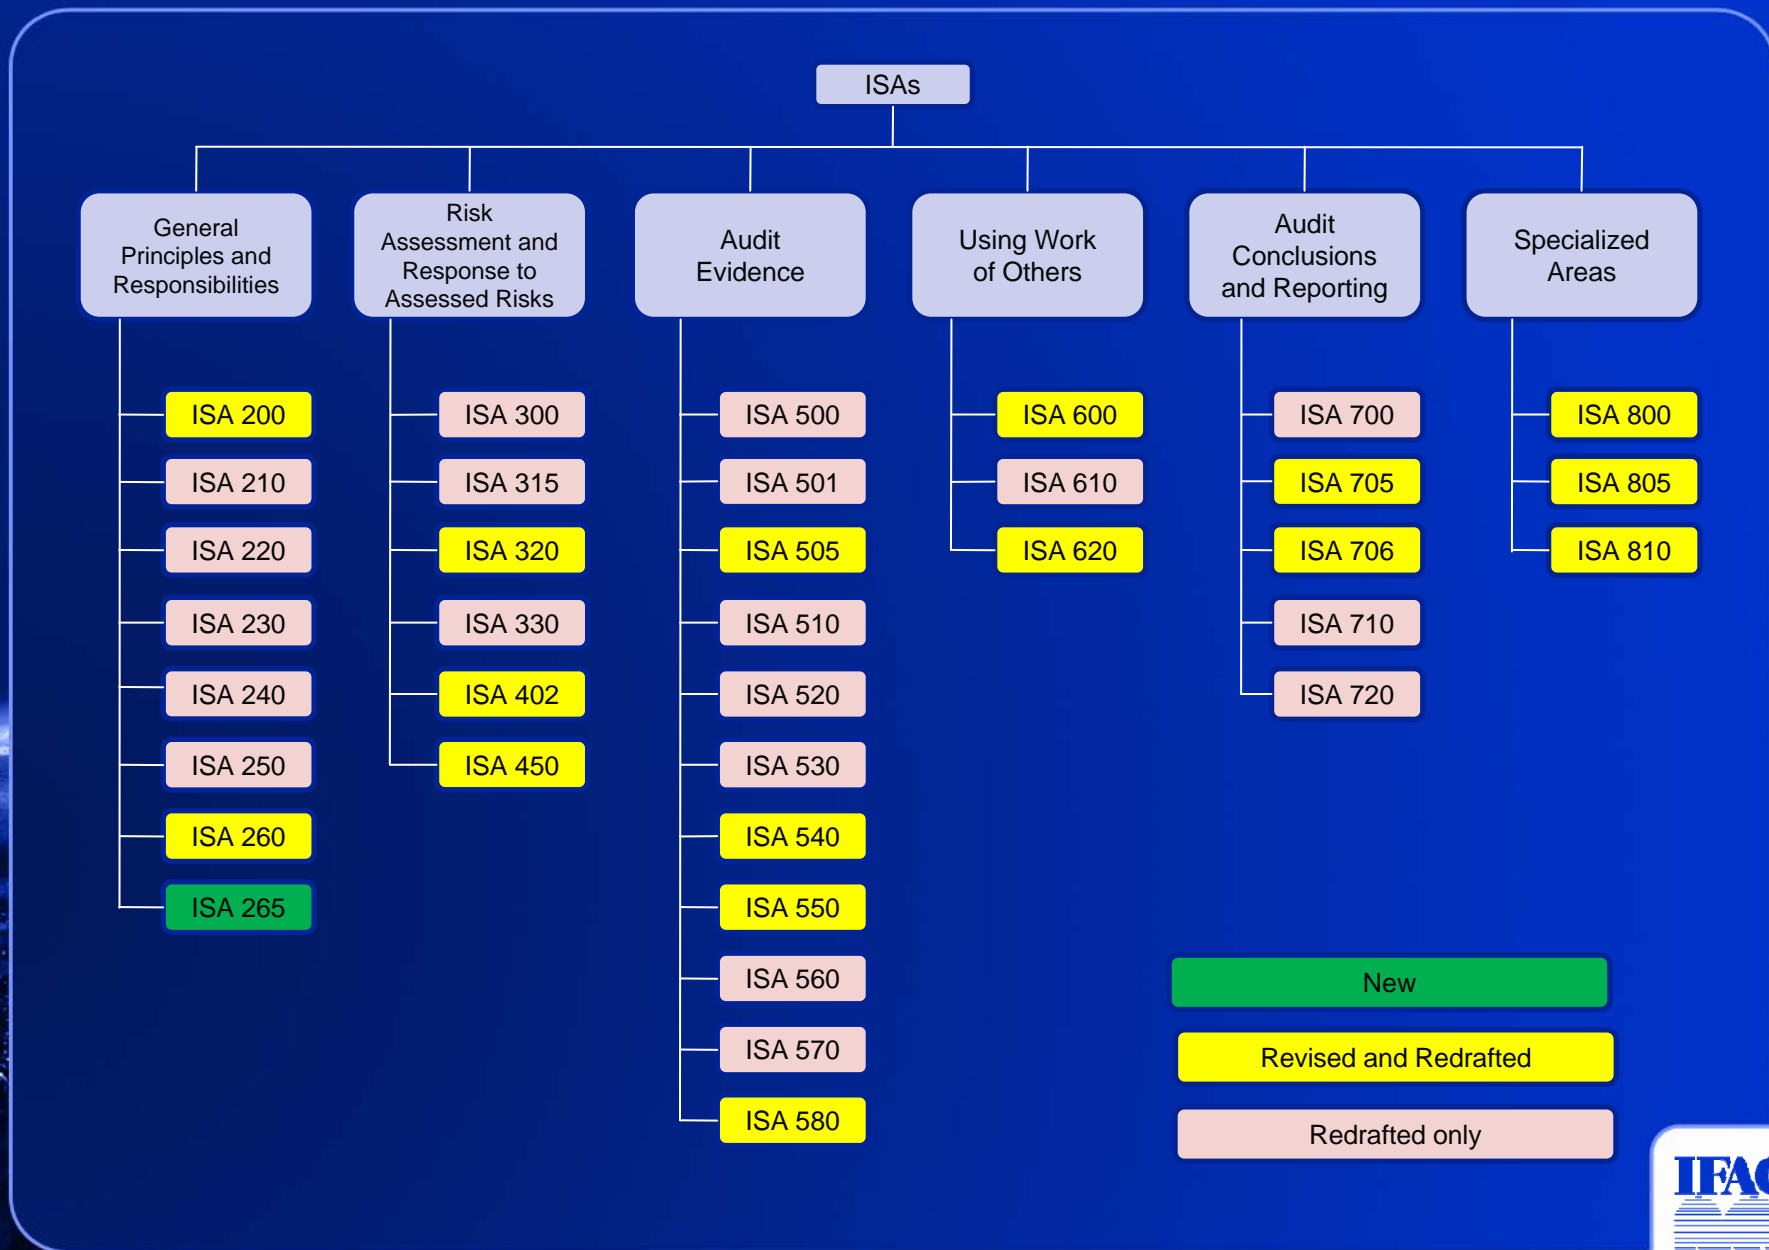 ISAs
General
Principles and
Responsibilities
ISA 200
ISA 210
ISA 220
ISA 230
ISA 240
ISA 250
ISA 260
ISA 265
Risk
Assessment and
Response to
Assessed Risks
ISA 300
ISA 315
ISA 320
ISA 330
ISA 402
ISA 450
Audit
Evidence
ISA 500
ISA 501
ISA 505
ISA 510
ISA 520
ISA 530
ISA 540
ISA 550
ISA 560
ISA 570
ISA 580
Using Work
of Others
ISA 600
ISA 610
ISA 620
Audit
Conclusions
and Reporting
ISA 700
ISA 705
ISA 706
ISA 710
ISA 720
Specialized
Areas
ISA 800
ISA 805
ISA 810
New
Revised and Redrafted
Redrafted only
IFAC